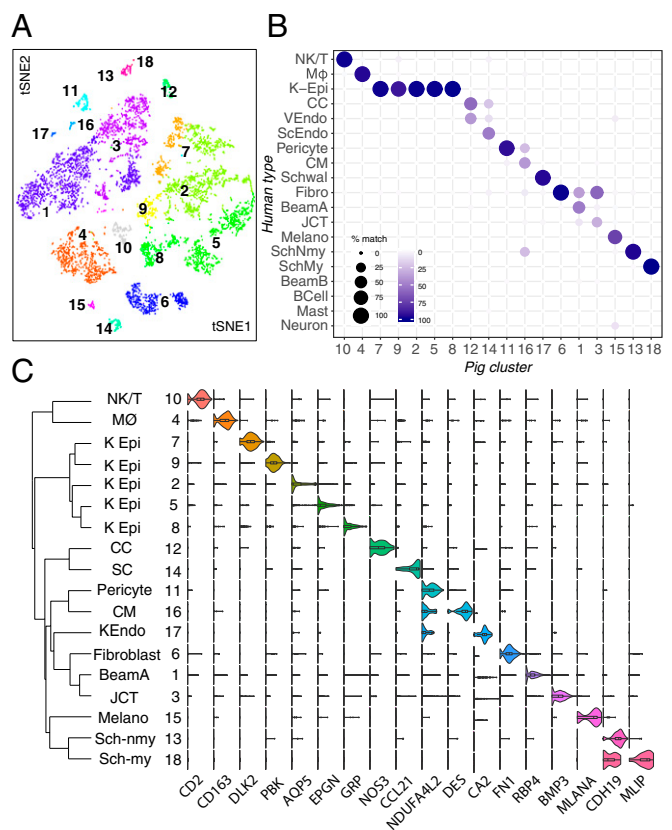 A
tSNE2
18
13
11
12
16
17
3
7
1
2
9
4
10
8
5
6
15
14
tSNE1
B
Human type
NK/T
MΦ
K−Epi
CC
VEndo
ScEndo
Pericyte
CM
Schwal
Fibro
BeamA
JCT
Melano
SchNmy
SchMy
BeamB
BCell
Mast
Neuron
% match
0
25
50
75
100
0
25
50
75
100
10 4 7 9 2 5 8 12 14 11 16 17 6 1 3 15 13 18
Pig cluster
C
NK/T 10
MØ 4
K Epi 7
K Epi 9
K Epi 2
K Epi 5
K Epi 8
CC 12
SC 14
Pericyte 11
CM 16
KEndo 17
Fibroblast 6
BeamA 1
JCT 3
Melano 15
Sch-nmy 13
Sch-my 18
CD2 CD163 DLK2 PBK AQP5 EPGN GRP NOS3 CCL21 NDUFA4L2 DES CA2 FN1 RBP4 BMP3 MLANA CDH19 MLIP